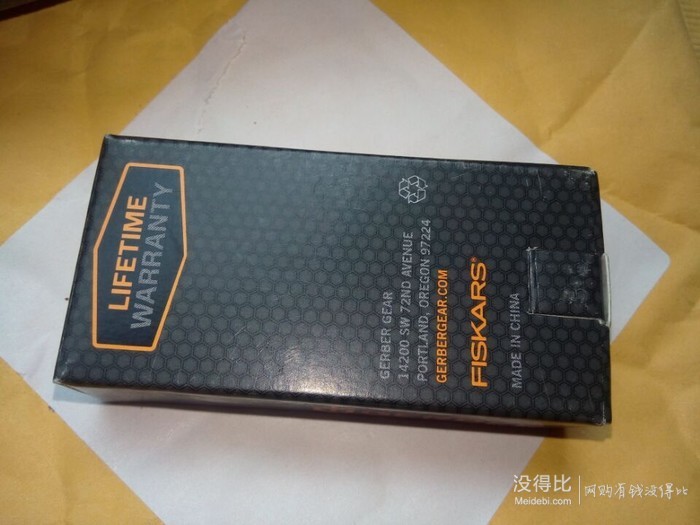 LIFETIME
WARRANTY
GERBER GEAR
14200 SW 72ND AVENUE
PORTLAND, OREGON 97224
GERBERGEAR.COM
FISKARS®
MADE IN CHINA
没得比
Meidebi.com
网购有钱没得比